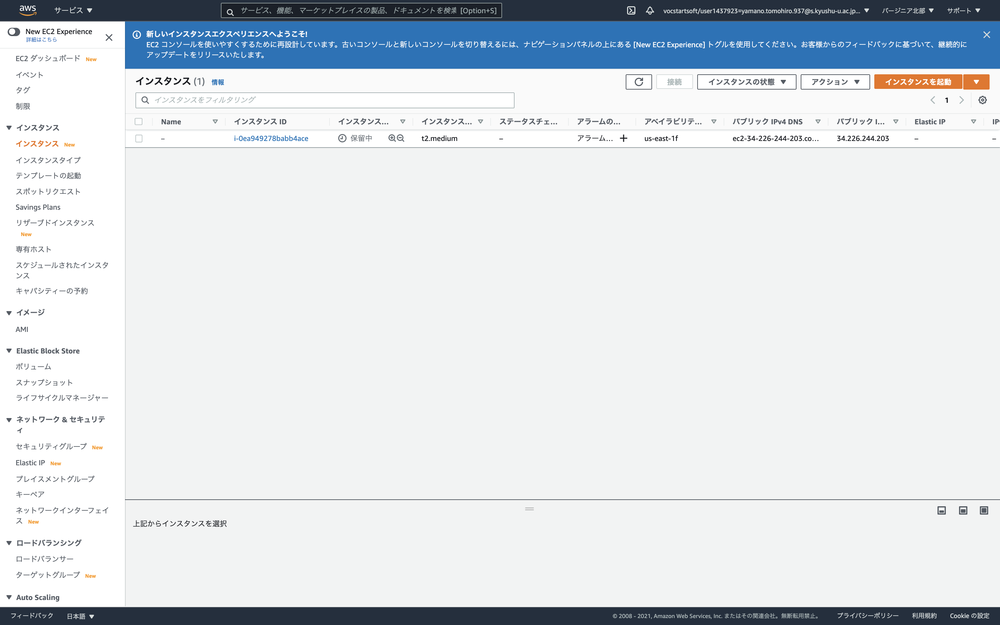 aws
サービス ▼
サービス、機能、マーケットプレイスの製品、ドキュメントを検索 [Option+S]
vocstartsoft/user1437923=yamano.tomohiro.937@s.kyushu-u.ac.jp... ▼
バージニア北部 ▼
サポート ▼
New EC2 Experience
詳細はこちら
EC2 ダッシュボード New
イベント
タグ
制限
インスタンス
インスタンス New
インスタンスタイプ
テンプレートの起動
スポットリクエスト
Savings Plans
リザーブドインスタンス
New
専有ホスト
スケジュールされたインスタ
ンス
キャパシティーの予約
イメージ
AMI
Elastic Block Store
ボリューム
スナップショット
ライフサイクルマネージャー
ネットワーク & セキュリテ
ィ
セキュリティグループ New
Elastic IP New
プレイスメントグループ
キーペア
ネットワークインターフェイ
ス New
ロードバランシング
ロードバランサー
ターゲットグループ New
Auto Scaling
新しいインスタンスエクスペリエンスへようこそ!
EC2 コンソールを使いやすくするために再設計しています。古いコンソールと新しいコンソールを切り替えるには、ナビゲーションパネルの上にある [New EC2 Experience] トグルを使用してください。お客様からのフィードバックに基づいて、継続的に
アップデートをリリースいたします。
インスタンス (1) 情報
接続
インスタンスの状態 ▼
アクション ▼
インスタンスを起動
インスタンスをフィルタリング
1
Name インスタンス ID インスタンス... インスタンス... ステータスチェ... アラームの... アベイラビリテ... パブリック IPv4 DNS パブリック I... Elastic IP IP
– i-0ea949278babb4ace 保留中 t2.medium – アラーム... us-east-1f ec2-34-226-244-203.co... 34.226.244.203 – –
上記からインスタンスを選択
フィードバック
日本語 ▼
© 2008 - 2021, Amazon Web Services, Inc. またはその関連会社。無断転用禁止。
プライバシーポリシー
利用規約
Cookie の設定